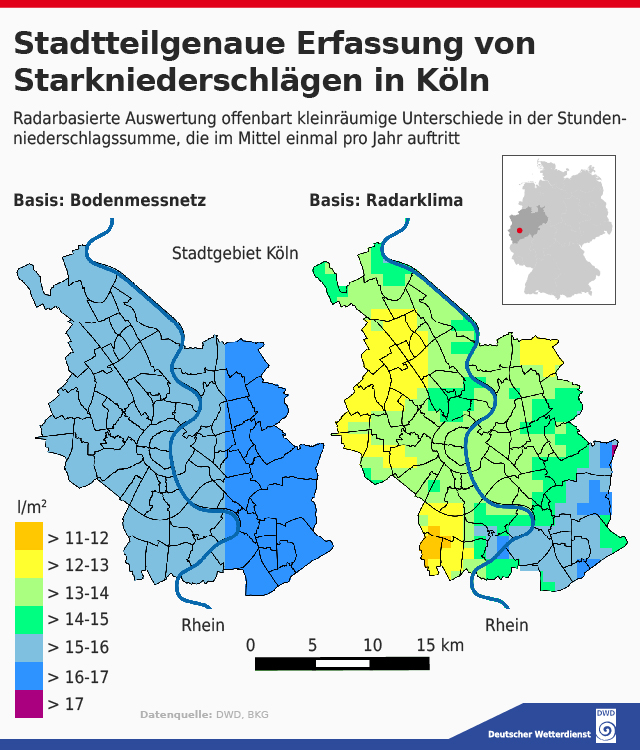 Stadtteilgenaue Erfassung von
Starkniederschlägen in Köln
Radarbasierte Auswertung offenbart kleinräumige Unterschiede in der Stunden-
niederschlagssumme, die im Mittel einmal pro Jahr auftritt
Basis: Bodenmessnetz
Basis: Radarklima
Stadtgebiet Köln
l/m²
> 11-12
> 12-13
> 13-14
> 14-15
> 15-16
> 16-17
> 17
Rhein
Rhein
0 5 10 15 km
Datenquelle: DWD, BKG
Deutscher Wetterdienst
DWD